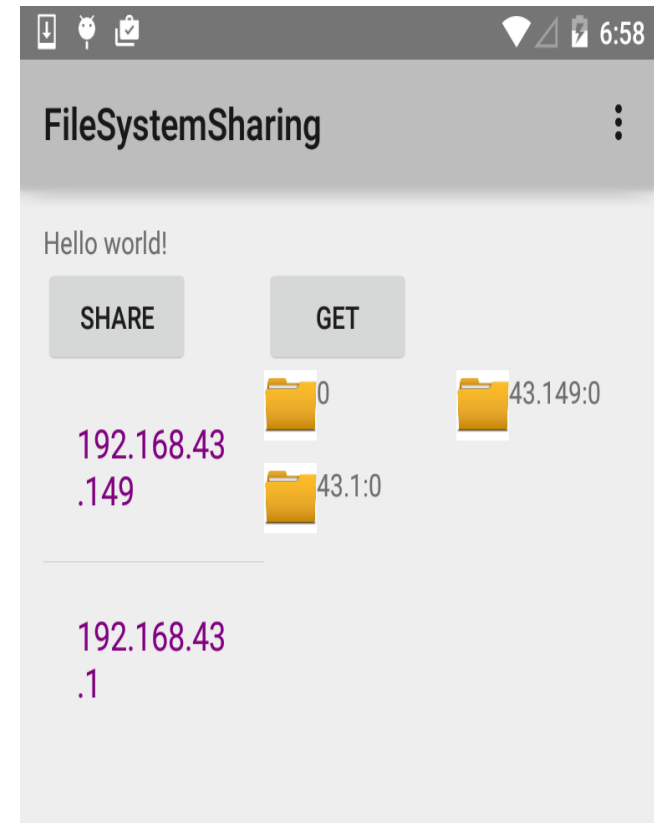 6:58
FileSystemSharing
Hello world!
SHARE
GET
192.168.43
.149
192.168.43
.1
0
43.149:0
43.1:0